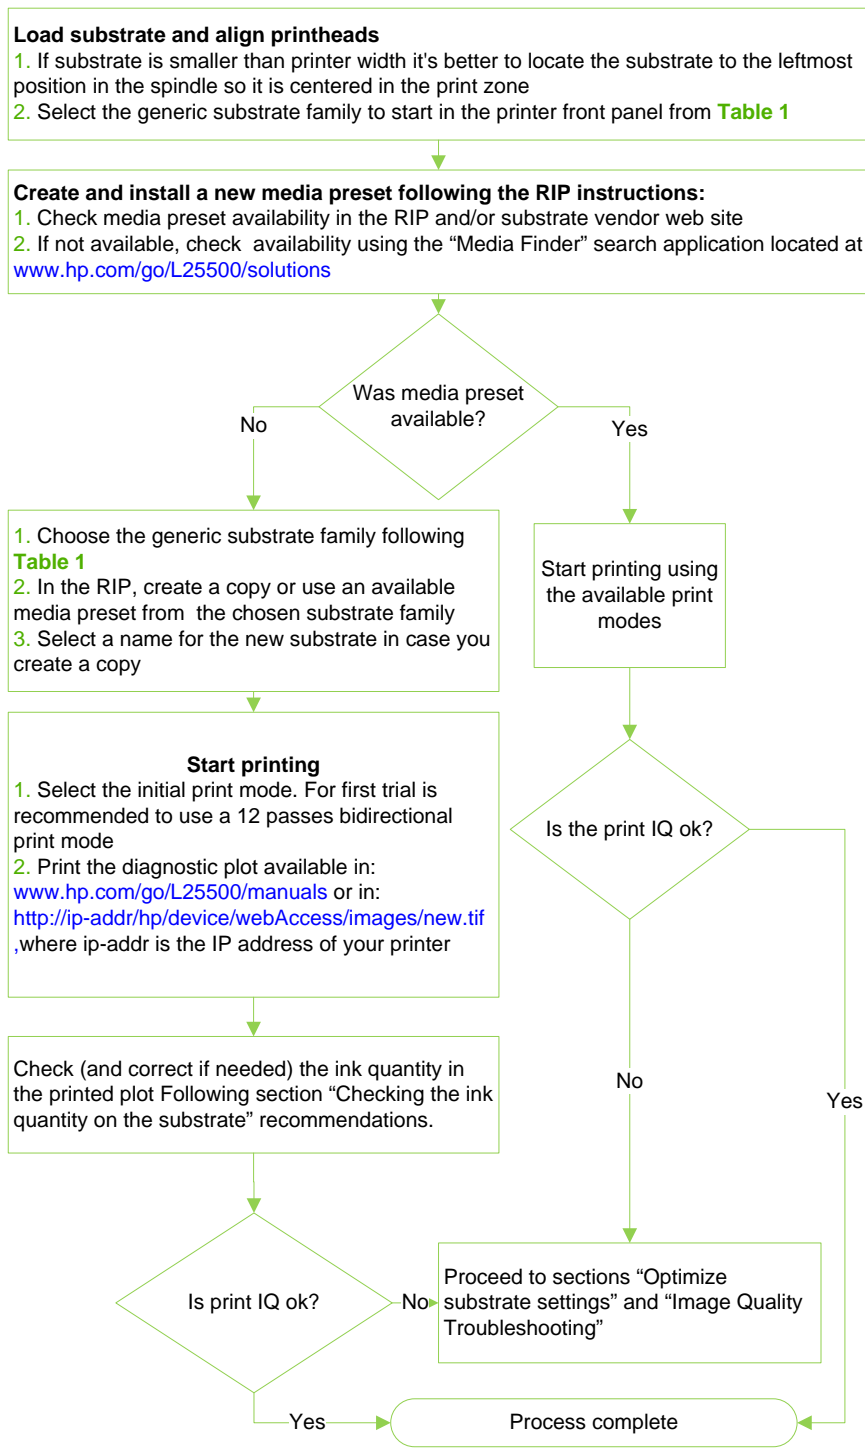 Load substrate and align printheads
1. If substrate is smaller than printer width it's better to locate the substrate to the leftmost
position in the spindle so it is centered in the print zone
2. Select the generic substrate family to start in the printer front panel from Table 1
Create and install a new media preset following the RIP instructions:
1. Check media preset availability in the RIP and/or substrate vendor web site
2. If not available, check  availability using the “Media Finder” search application located at
www.hp.com/go/L25500/solutions
Was media preset
available?
No
Yes
1. Choose the generic substrate family following
Table 1
2. In the RIP, create a copy or use an available
media preset from  the chosen substrate family
3. Select a name for the new substrate in case you
create a copy
Start printing using
the available print
modes
Start printing
1. Select the initial print mode. For first trial is
recommended to use a 12 passes bidirectional
print mode
2. Print the diagnostic plot available in:
www.hp.com/go/L25500/manuals or in:
http://ip-addr/hp/device/webAccess/images/new.tif
,where ip-addr is the IP address of your printer
Is the print IQ ok?
Check (and correct if needed) the ink quantity in
the printed plot Following section “Checking the ink
quantity on the substrate” recommendations.
No
Yes
Is print IQ ok?
No
Proceed to sections “Optimize
substrate settings” and “Image Quality
Troubleshooting”
Yes
Process complete